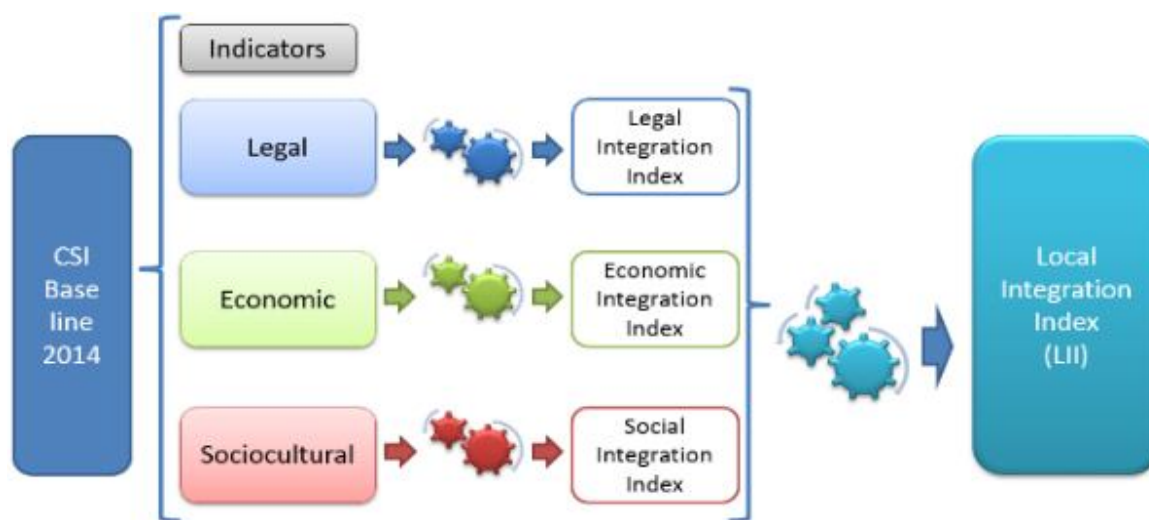 CSI
Base
line
2014
Indicators
Legal
Legal
Integration
Index
Economic
Economic
Integration
Index
Sociocultural
Social
Integration
Index
Local
Integration
Index
(LII)